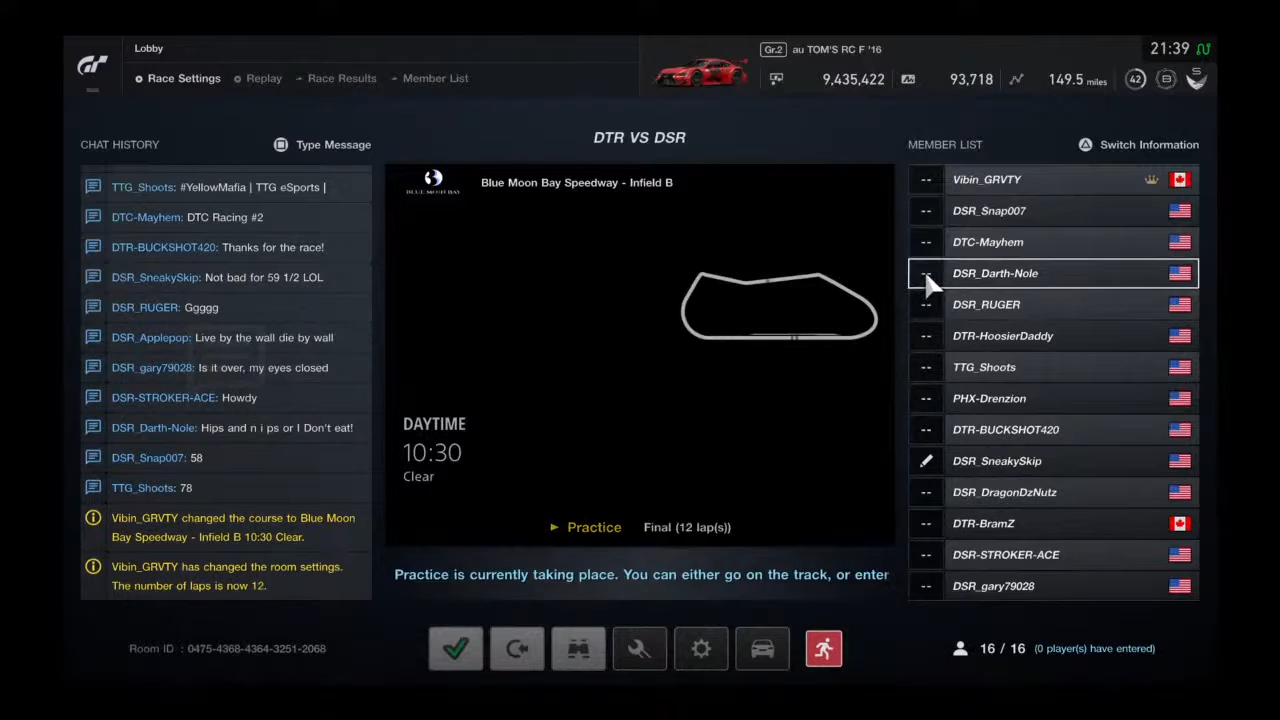 Lobby
Race Settings
Replay
Race Results
Member List
Gr.2 au TOM'S RC F '16
9,435,422
93,718
149.5 miles
42
B
S
21:39
CHAT HISTORY
Type Message
TTG_Shoots: #YellowMafia | TTG eSports |
DTC-Mayhem: DTC Racing #2
DTR-BUCKSHOT420: Thanks for the race!
DSR_SneakySkip: Not bad for 59 1/2 LOL
DSR_RUGER: Ggggg
DSR_Applepop: Live by the wall die by wall
DSR_gary79028: Is it over, my eyes closed
DSR-STROKER-ACE: Howdy
DSR_Darth-Nole: Hips and n i ps or I Don't eat!
DSR_Snap007: 58
TTG_Shoots: 78
Vibin_GRVTY changed the course to Blue Moon
Bay Speedway - Infield B 10:30 Clear.
Vibin_GRVTY has changed the room settings.
The number of laps is now 12.
DTR VS DSR
BLUE MOON BAY
Blue Moon Bay Speedway - Infield B
DAYTIME
10:30
Clear
Practice
Final (12 lap(s))
Practice is currently taking place. You can either go on the track, or enter
MEMBER LIST
Switch Information
-- Vibin_GRVTY
-- DSR_Snap007
-- DTC-Mayhem
-- DSR_Darth-Nole
-- DSR_RUGER
-- DTR-HoosierDaddy
-- TTG_Shoots
-- PHX-Drenzion
-- DTR-BUCKSHOT420
DSR_SneakySkip
-- DSR_DragonDzNutz
-- DTR-BramZ
-- DSR-STROKER-ACE
-- DSR_gary79028
Room ID : 0475-4368-4364-3251-2068
16 / 16 (0 player(s) have entered)